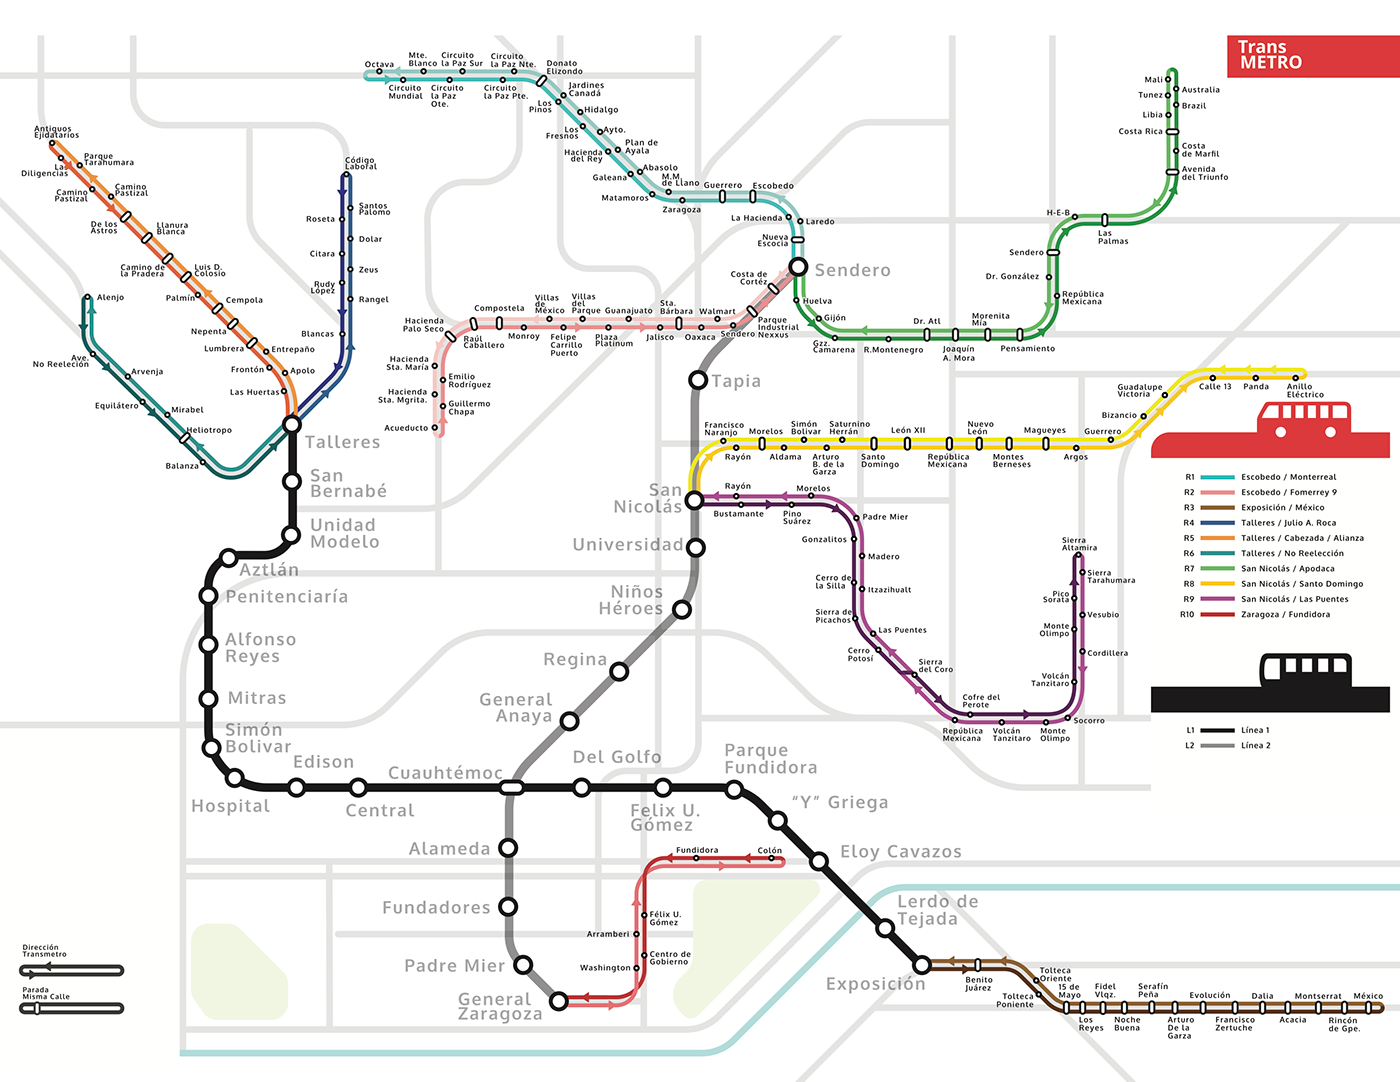 Trans
METRO
Octava
Mte.
Blanco
Circuito
la Paz Sur
Circuito
la Paz Nte.
Donato
Elizondo
Circuito
Mundial
Circuito
la Paz
Ote.
Circuito
la Paz Pte.
Los
Pinos
Jardines
Canadá
Hidalgo
Los
Fresnos
Ayto.
Hacienda
del Rey
Plan de
Ayala
Galeana
Abasolo
M.M.
de Llano
Matamoros
Zaragoza
Guerrero
Escobedo
La Hacienda
Laredo
Nueva
Escocia
Sendero
Costa de
Cortéz
Parque
Industrial
Nexxus
Sendero
Walmart
Oaxaca
Sta.
Bárbara
Jalisco
Guanajuato
Plaza
Platinum
Villas
del
Parque
Felipe
Carrillo
Puerto
Villas
de
México
Monroy
Compostela
Raúl
Caballero
Hacienda
Palo Seco
Hacienda
Sta. María
Emilio
Rodríguez
Hacienda
Sta. Mgrita.
Guillermo
Chapa
Acueducto
Mali
Australia
Tunez
Brazil
Libia
Costa Rica
Costa
de Marfil
Avenida
del Triunfo
H-E-B
Las
Palmas
Sendero
Dr. González
República
Mexicana
Huelva
Gijón
Gzz.
Camarena
R.Montenegro
Dr. Atl
Joaquín
A. Mora
Morenita
Mía
Pensamiento
Antiguos
Ejidatarios
Las
Diligencias
Parque
Tarahumara
Camino
Pastizal
Camino
Pastizal
De los
Astros
Llanura
Blanca
Camino de
la Pradera
Luis D.
Colosio
Palmín
Cempola
Nepenta
Lumbrera
Entrepaño
Frontón
Apolo
Las Huertas
Código
Laboral
Roseta
Santos
Palomo
Dolar
Citara
Zeus
Rudy
López
Rangel
Blancas
Alenjo
Ave.
No Reeleción
Arvenja
Equilátero
Mirabel
Heliotropo
Balanza
Talleres
San
Bernabé
Unidad
Modelo
Aztlán
Penitenciaría
Alfonso
Reyes
Mitras
Simón
Bolivar
Hospital
Edison
Central
Cuauhtémoc
Del Golfo
Felix U.
Gómez
Parque
Fundidora
“Y” Griega
Eloy Cavazos
Lerdo de
Tejada
Exposición
Tapia
San
Nicolás
Universidad
Niños
Héroes
Regina
General
Anaya
Alameda
Fundadores
Padre Mier
General
Zaragoza
Francisco
Naranjo
Rayón
Morelos
Aldama
Simón
Bolivar
Arturo
B. de la
Garza
Saturnino
Herrán
Santo
Domingo
León XII
República
Mexicana
Nuevo
León
Montes
Berneses
Magueyes
Argos
Guerrero
Bizancio
Guadalupe
Victoria
Calle 13
Panda
Anillo
Eléctrico
Rayón
Bustamante
Morelos
Pino
Suárez
Padre Mier
Gonzalitos
Madero
Cerro de
la Silla
Itzazihualt
Sierra de
Picachos
Las Puentes
Cerro
Potosí
Sierra
del Coro
Cofre del
Perote
República
Mexicana
Volcán
Tanzitaro
Monte
Olimpo
Socorro
Volcán
Tanzitaro
Cordillera
Monte
Olimpo
Vesubio
Pico
Sorata
Sierra
Tarahumara
Sierra
Altamira
Fundidora
Colón
Félix U.
Gómez
Arramberi
Centro de
Gobierno
Washington
Benito
Juárez
Tolteca
Oriente
Tolteca
Poniente
15 de
Mayo
Los
Reyes
Fidel
Vlqz.
Noche
Buena
Serafín
Peña
Arturo
De la
Garza
Evolución
Francisco
Zertuche
Dalia
Acacia
Montserrat
Rincón
de Gpe.
México
R1 Escobedo / Monterreal
R2 Escobedo / Fomerrey 9
R3 Exposición / México
R4 Talleres / Julio A. Roca
R5 Talleres / Cabezada / Alianza
R6 Talleres / No Reelección
R7 San Nicolás / Apodaca
R8 San Nicolás / Santo Domingo
R9 San Nicolás / Las Puentes
R10 Zaragoza / Fundidora
L1 Línea 1
L2 Línea 2
Dirección
Transmetro
Parada
Misma Calle